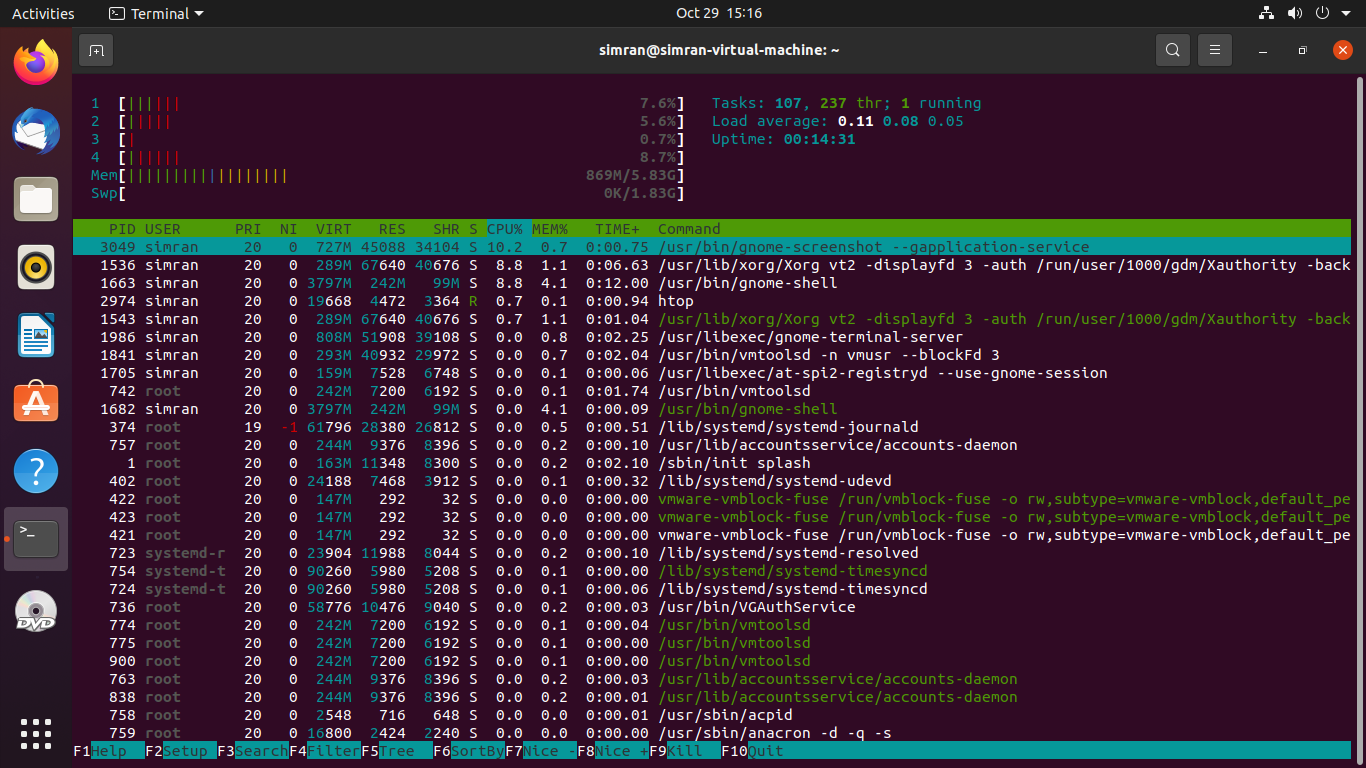 Activities Terminal Oct 29 15:16
simran@simran-virtual-machine: ~
1 [|||||| 7.6%] Tasks: 107, 237 thr; 1 running
2 [||||| 5.6%] Load average: 0.11 0.08 0.05
3 [| 0.7%] Uptime: 00:14:31
4 [|||||| 8.7%]
Mem[|||||||||||||||||| 869M/5.83G]
Swp[ 0K/1.83G]
PID USER PRI NI VIRT RES SHR S CPU% MEM% TIME+ Command
3049 simran 20 0 727M 45088 34104 S 10.2 0.7 0:00.75 /usr/bin/gnome-screenshot --gapplication-service
1536 simran 20 0 289M 67640 40676 S 8.8 1.1 0:06.63 /usr/lib/xorg/Xorg vt2 -displayfd 3 -auth /run/user/1000/gdm/Xauthority -back
1663 simran 20 0 3797M 242M 99M S 8.8 4.1 0:12.00 /usr/bin/gnome-shell
2974 simran 20 0 19668 4472 3364 R 0.7 0.1 0:00.94 htop
1543 simran 20 0 289M 67640 40676 S 0.7 1.1 0:01.04 /usr/lib/xorg/Xorg vt2 -displayfd 3 -auth /run/user/1000/gdm/Xauthority -back
1986 simran 20 0 808M 51908 39108 S 0.0 0.8 0:02.25 /usr/libexec/gnome-terminal-server
1841 simran 20 0 293M 40932 29972 S 0.0 0.7 0:02.04 /usr/bin/vmtoolsd -n vmusr --blockFd 3
1705 simran 20 0 159M 7528 6748 S 0.0 0.1 0:00.06 /usr/libexec/at-spi2-registryd --use-gnome-session
742 root 20 0 242M 7200 6192 S 0.0 0.1 0:01.74 /usr/bin/vmtoolsd
1682 simran 20 0 3797M 242M 99M S 0.0 4.1 0:00.09 /usr/bin/gnome-shell
374 root 19 -1 61796 28380 26812 S 0.0 0.5 0:00.51 /lib/systemd/systemd-journald
757 root 20 0 244M 9376 8396 S 0.0 0.2 0:00.10 /usr/lib/accountsservice/accounts-daemon
1 root 20 0 163M 11348 8300 S 0.0 0.2 0:02.10 /sbin/init splash
402 root 20 0 24188 7468 3912 S 0.0 0.1 0:00.32 /lib/systemd/systemd-udevd
422 root 20 0 147M 292 32 S 0.0 0.0 0:00.00 vmware-vmblock-fuse /run/vmblock-fuse -o rw,subtype=vmware-vmblock,default_pe
423 root 20 0 147M 292 32 S 0.0 0.0 0:00.00 vmware-vmblock-fuse /run/vmblock-fuse -o rw,subtype=vmware-vmblock,default_pe
421 root 20 0 147M 292 32 S 0.0 0.0 0:00.00 vmware-vmblock-fuse /run/vmblock-fuse -o rw,subtype=vmware-vmblock,default_pe
723 systemd-r 20 0 23904 11988 8044 S 0.0 0.2 0:00.10 /lib/systemd/systemd-resolved
754 systemd-t 20 0 90260 5980 5208 S 0.0 0.1 0:00.00 /lib/systemd/systemd-timesyncd
724 systemd-t 20 0 90260 5980 5208 S 0.0 0.1 0:00.06 /lib/systemd/systemd-timesyncd
736 root 20 0 58776 10476 9040 S 0.0 0.2 0:00.03 /usr/bin/VGAuthService
774 root 20 0 242M 7200 6192 S 0.0 0.1 0:00.04 /usr/bin/vmtoolsd
775 root 20 0 242M 7200 6192 S 0.0 0.1 0:00.00 /usr/bin/vmtoolsd
900 root 20 0 242M 7200 6192 S 0.0 0.1 0:00.00 /usr/bin/vmtoolsd
763 root 20 0 244M 9376 8396 S 0.0 0.2 0:00.03 /usr/lib/accountsservice/accounts-daemon
838 root 20 0 244M 9376 8396 S 0.0 0.2 0:00.01 /usr/lib/accountsservice/accounts-daemon
758 root 20 0 2548 716 648 S 0.0 0.0 0:00.01 /usr/sbin/acpid
759 root 20 0 16800 2424 2240 S 0.0 0.0 0:00.00 /usr/sbin/anacron -d -q -s
F1Help F2Setup F3SearchF4FilterF5Tree F6SortByF7Nice -F8Nice +F9Kill F10Quit
DVD